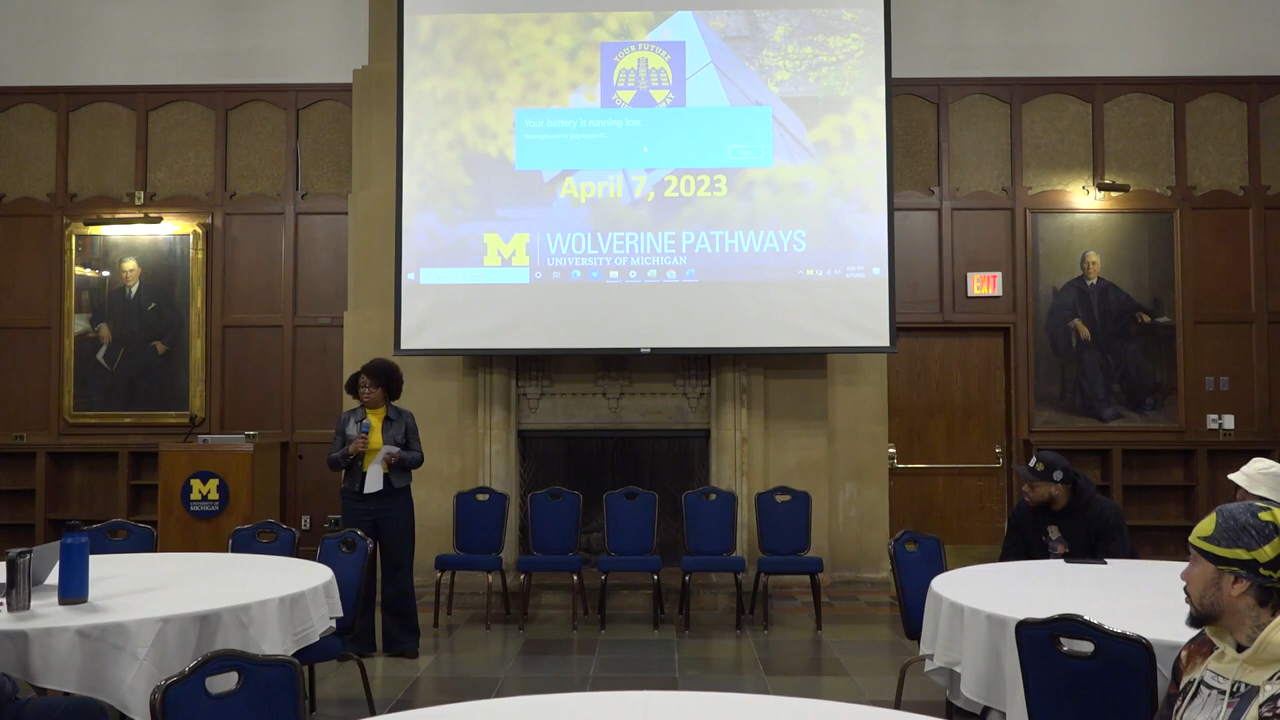 YOUR FUTURE
Your battery is running low.
April 7, 2023
M WOLVERINE PATHWAYS
UNIVERSITY OF MICHIGAN
EXIT
M
UNIVERSITY OF
MICHIGAN